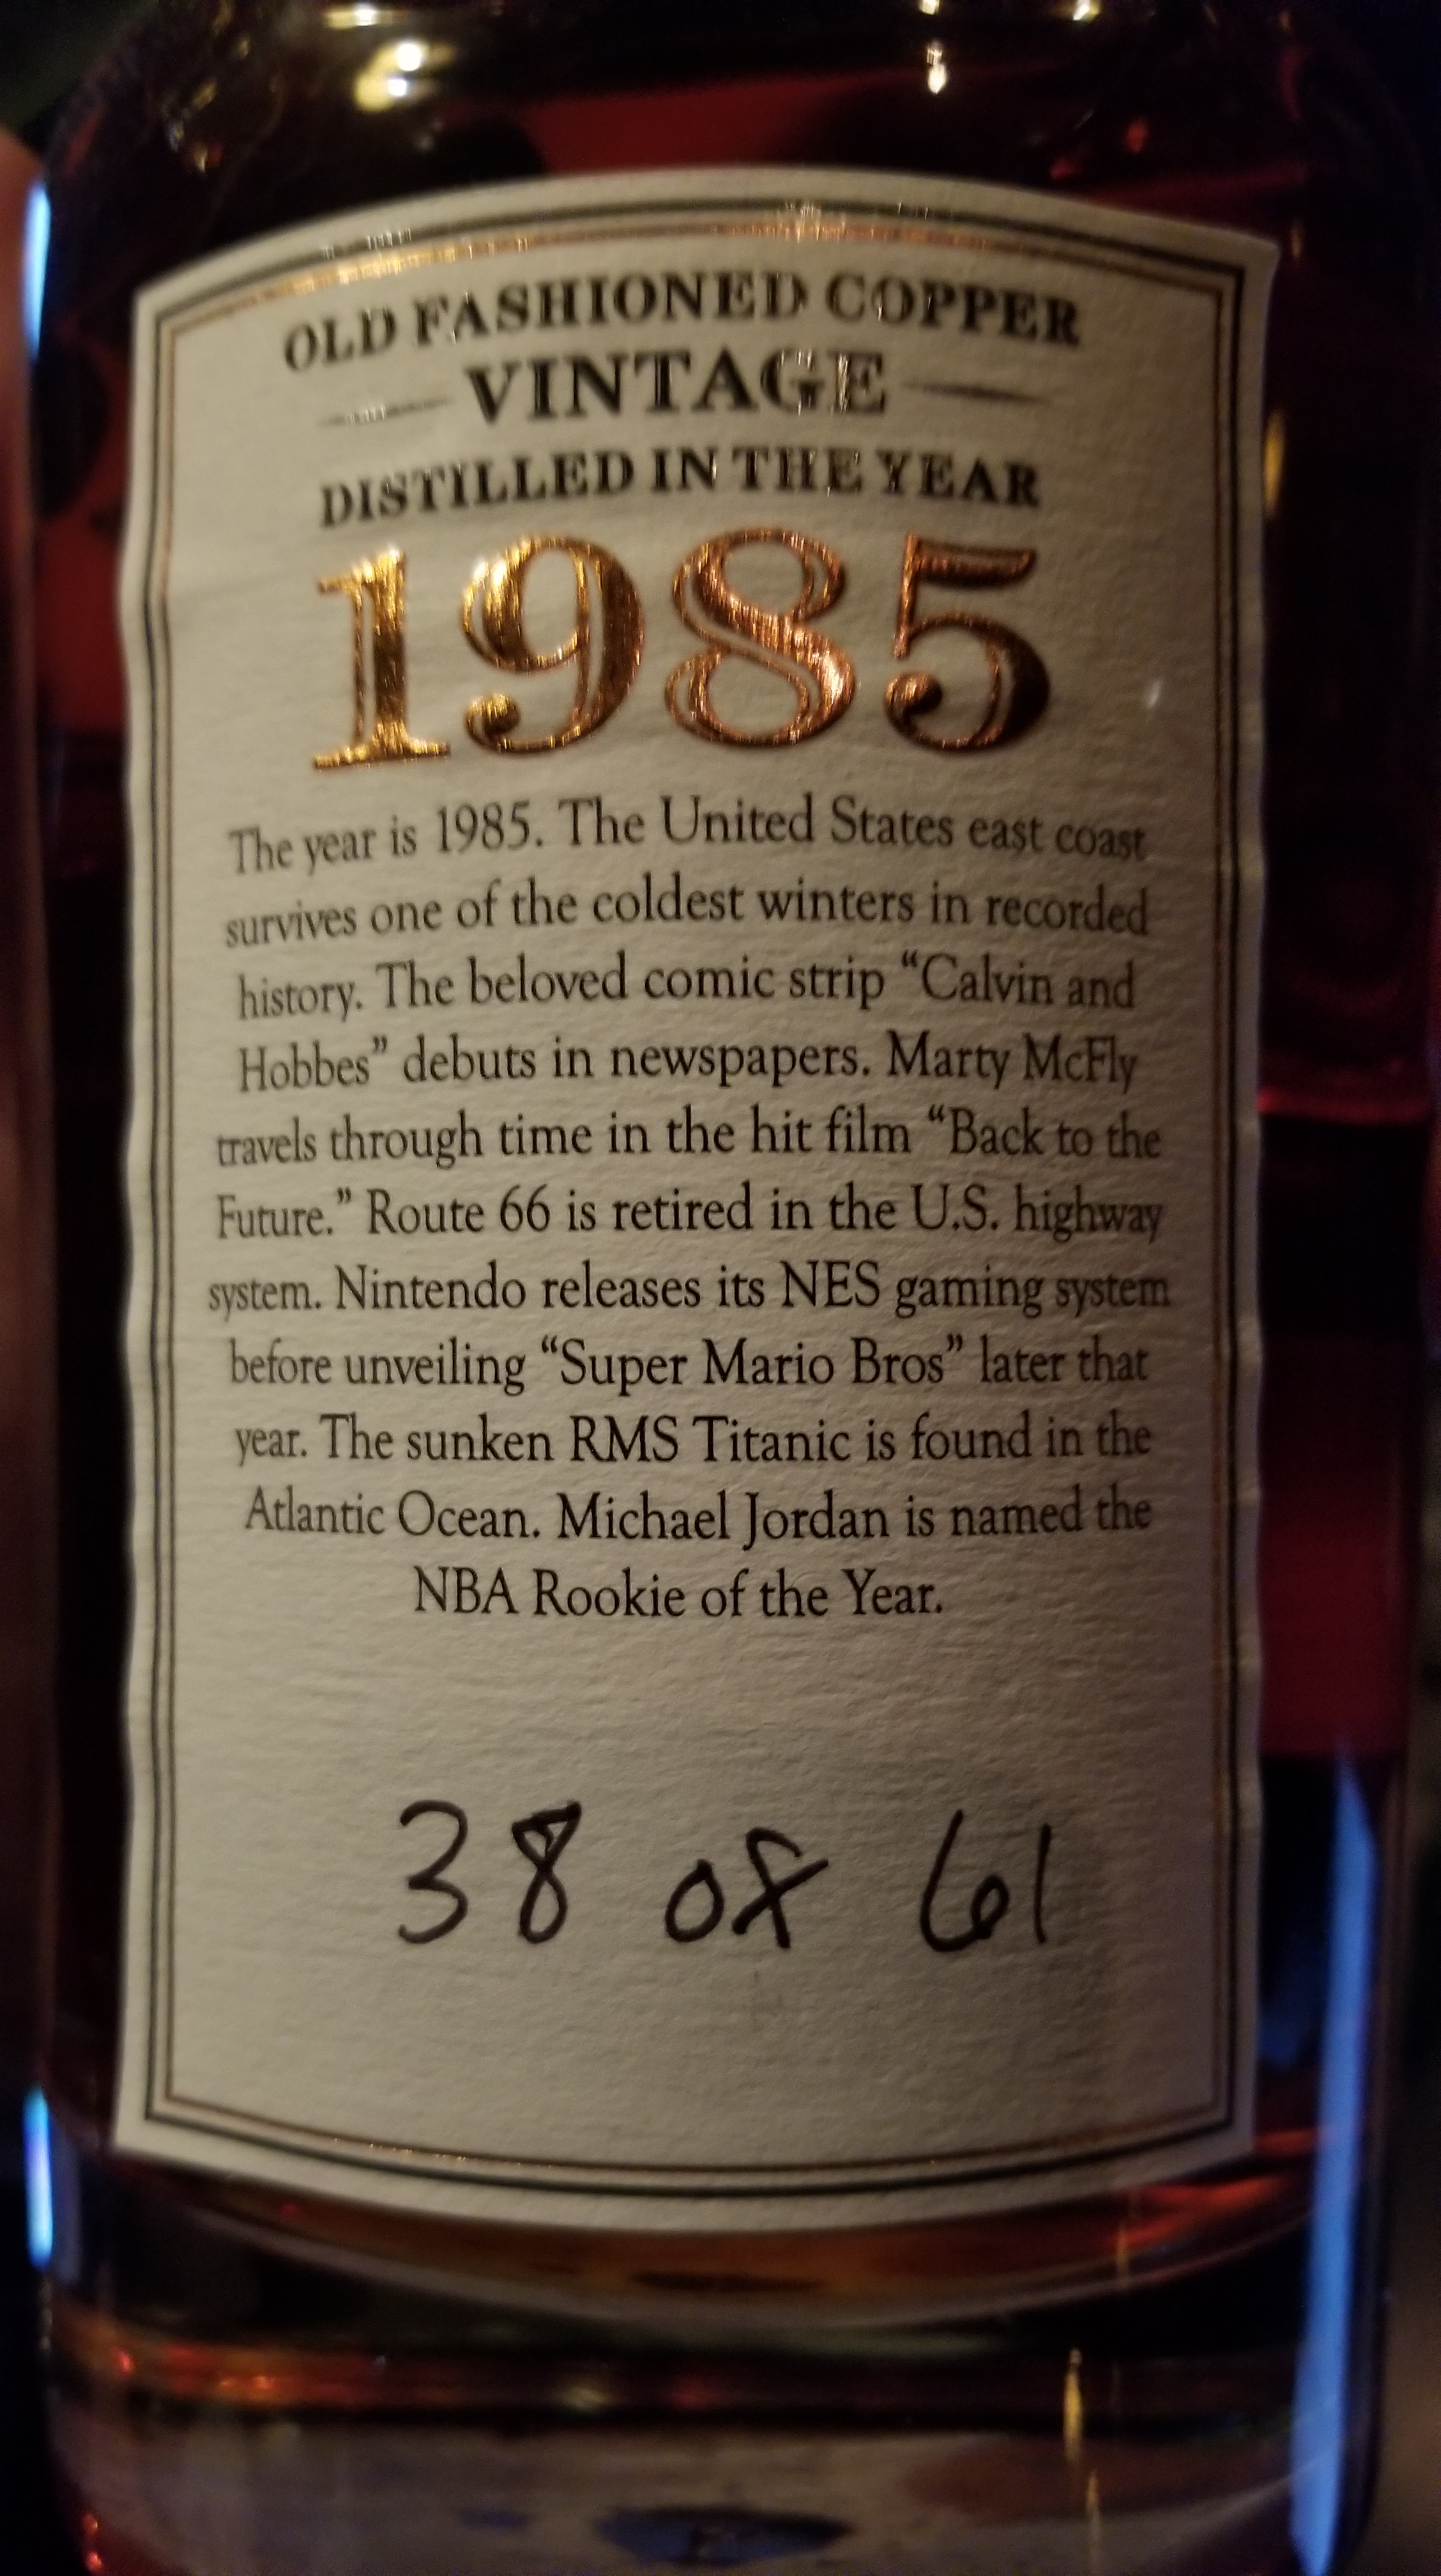 OLD FASHIONED COPPER
VINTAGE
DISTILLED IN THE YEAR
1985
The year is 1985. The United States east coast
survives one of the coldest winters in recorded
history. The beloved comic strip “Calvin and
Hobbes” debuts in newspapers. Marty McFly
travels through time in the hit film “Back to the
Future.” Route 66 is retired in the U.S. highway
system. Nintendo releases its NES gaming system
before unveiling “Super Mario Bros” later that
year. The sunken RMS Titanic is found in the
Atlantic Ocean. Michael Jordan is named the
NBA Rookie of the Year.
38 of 61